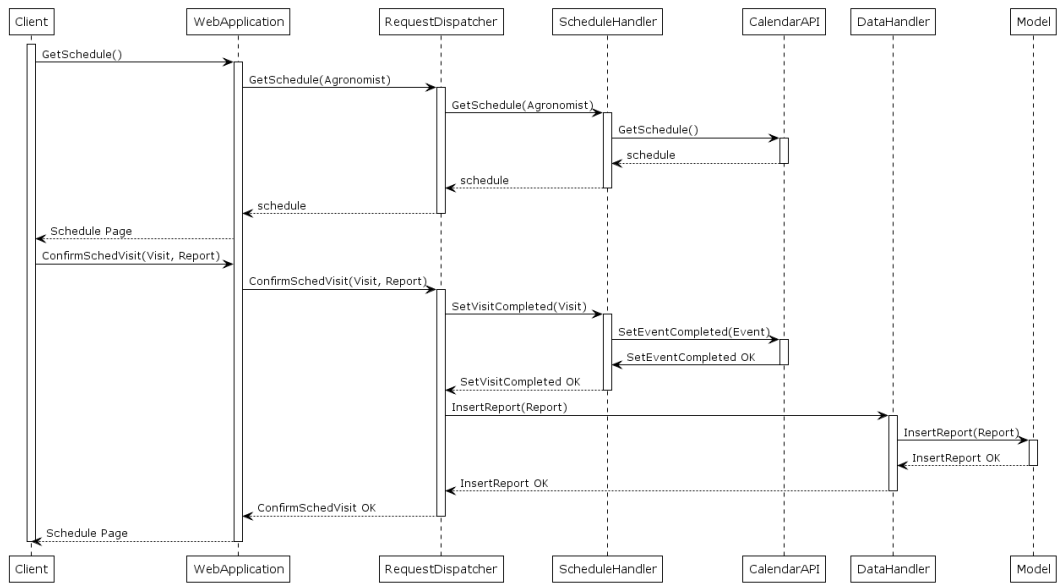 Client WebApplication RequestDispatcher ScheduleHandler CalendarAPI DataHandler Model
GetSchedule()
GetSchedule(Agronomist)
GetSchedule(Agronomist)
GetSchedule()
schedule
schedule
schedule
Schedule Page
ConfirmSchedVisit(Visit, Report)
ConfirmSchedVisit(Visit, Report)
SetVisitCompleted(Visit)
SetEventCompleted(Event)
SetEventCompleted OK
SetVisitCompleted OK
InsertReport(Report)
InsertReport(Report)
InsertReport OK
InsertReport OK
ConfirmSchedVisit OK
Schedule Page
Client WebApplication RequestDispatcher ScheduleHandler CalendarAPI DataHandler Model